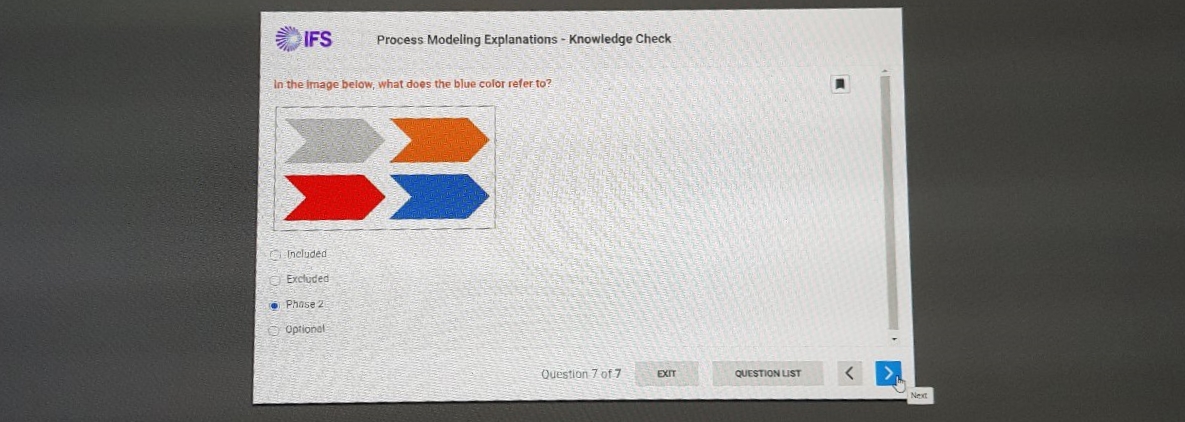 IFS
Process Modeling Explanations - Knowledge Check
In the image below, what does the blue color refer to?
Included
Excluded
Phase 2
Optional
Question 7 of 7
EXIT
QUESTION LIST
Next